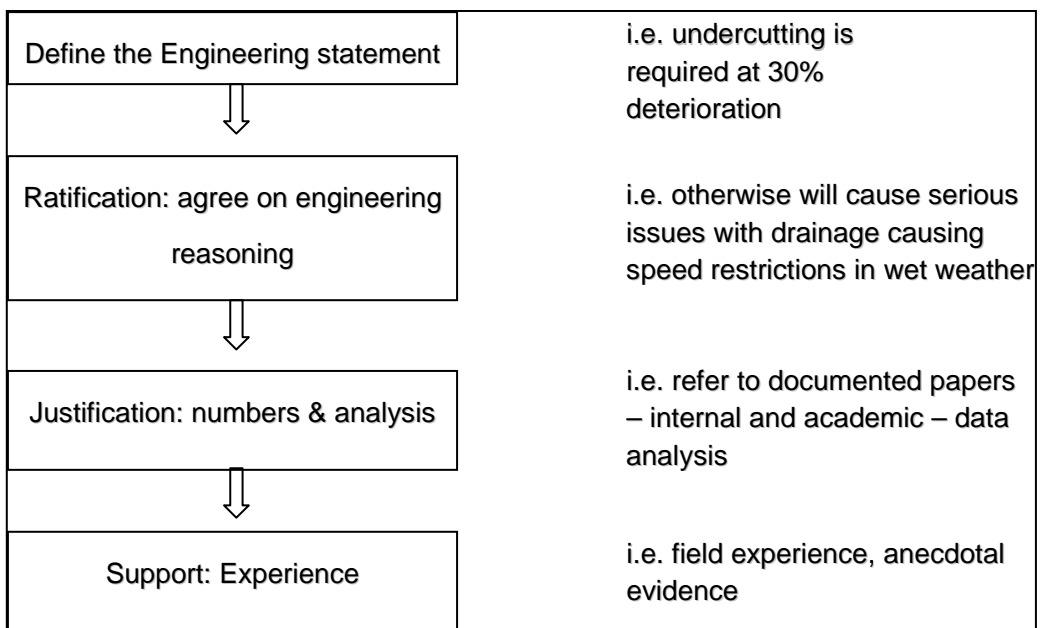 Define the Engineering statement
i.e. undercutting is
required at 30%
deterioration
Ratification: agree on engineering
reasoning
i.e. otherwise will cause serious
issues with drainage causing
speed restrictions in wet weather
Justification: numbers & analysis
i.e. refer to documented papers
– internal and academic – data
analysis
Support: Experience
i.e. field experience, anecdotal
evidence